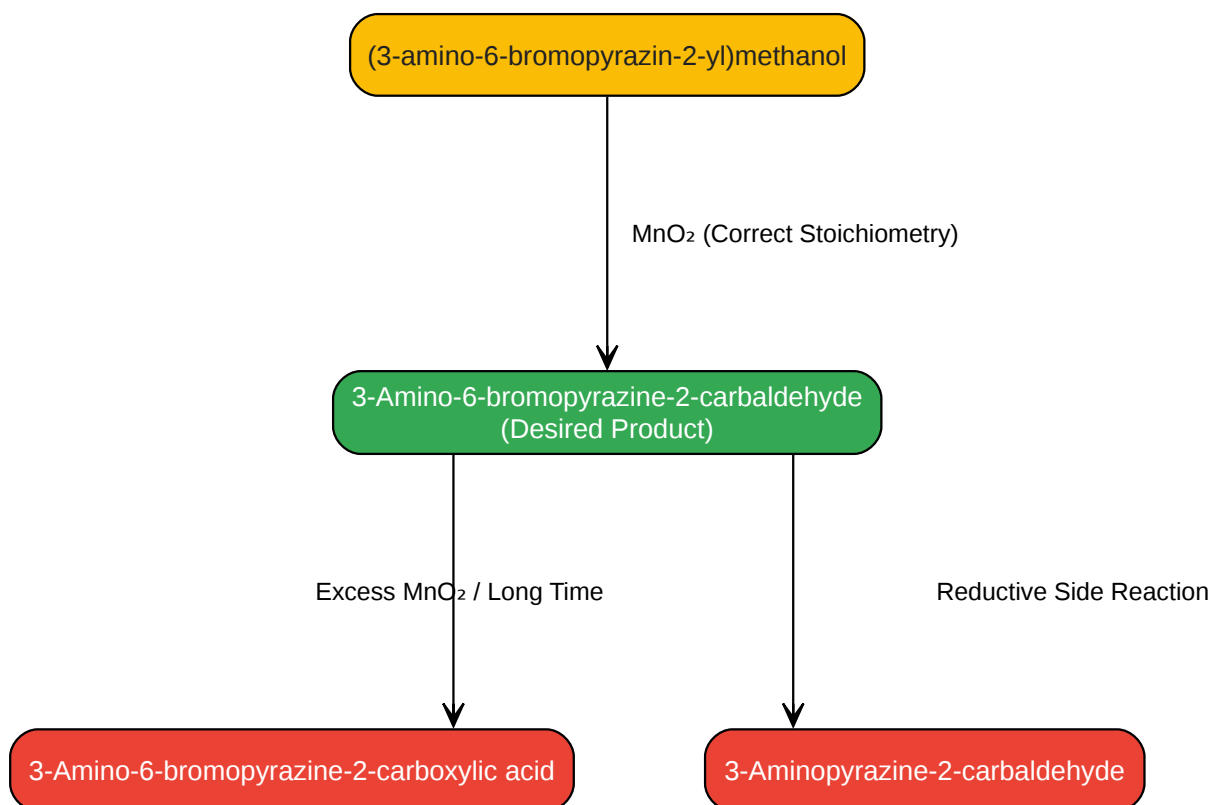 (3-amino-6-bromopyrazin-2-yl)methanol
MnO₂ (Correct Stoichiometry)
3-Amino-6-bromopyrazine-2-carbaldehyde
(Desired Product)
Excess MnO₂ / Long Time
Reductive Side Reaction
3-Amino-6-bromopyrazine-2-carboxylic acid
3-Aminopyrazine-2-carbaldehyde